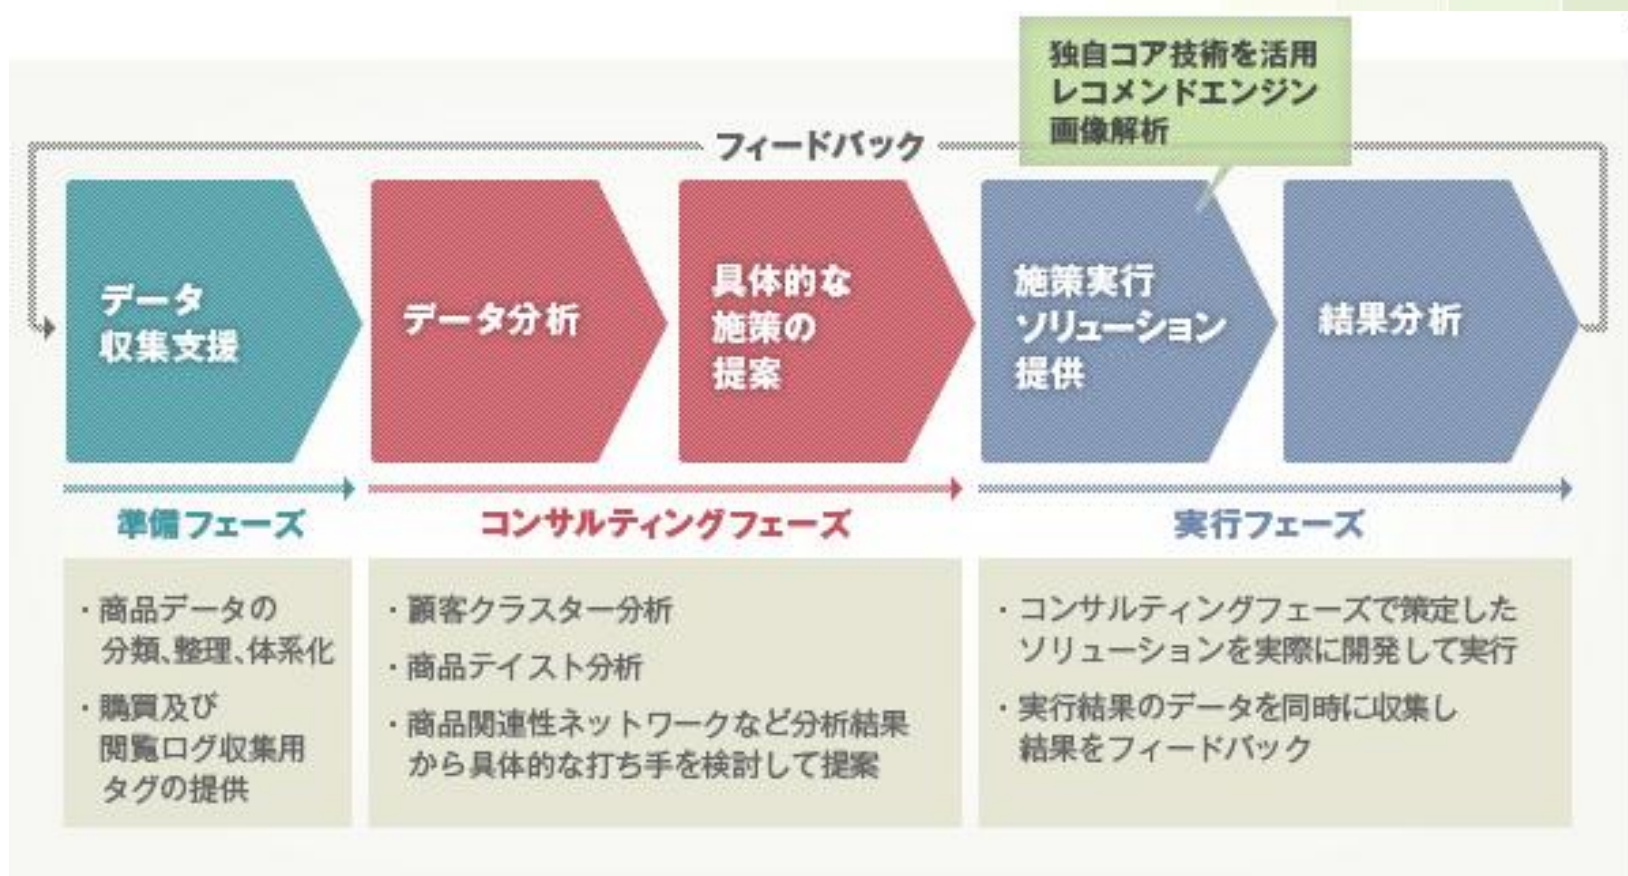 独自コア技術を活用
レコメンドエンジン
画像解析
フィードバック
データ
収集支援
データ分析
具体的な
施策の
提案
施策実行
ソリューション
提供
結果分析
準備フェーズ
コンサルティングフェーズ
実行フェーズ
・商品データの
分類、整理、体系化
・購買及び
閲覧ログ収集用
タグの提供
・顧客クラスター分析
・商品テイスト分析
・商品関連性ネットワークなど分析結果
から具体的な打ち手を検討して提案
・コンサルティングフェーズで策定した
ソリューションを実際に開発して実行
・実行結果のデータを同時に収集し
結果をフィードバック